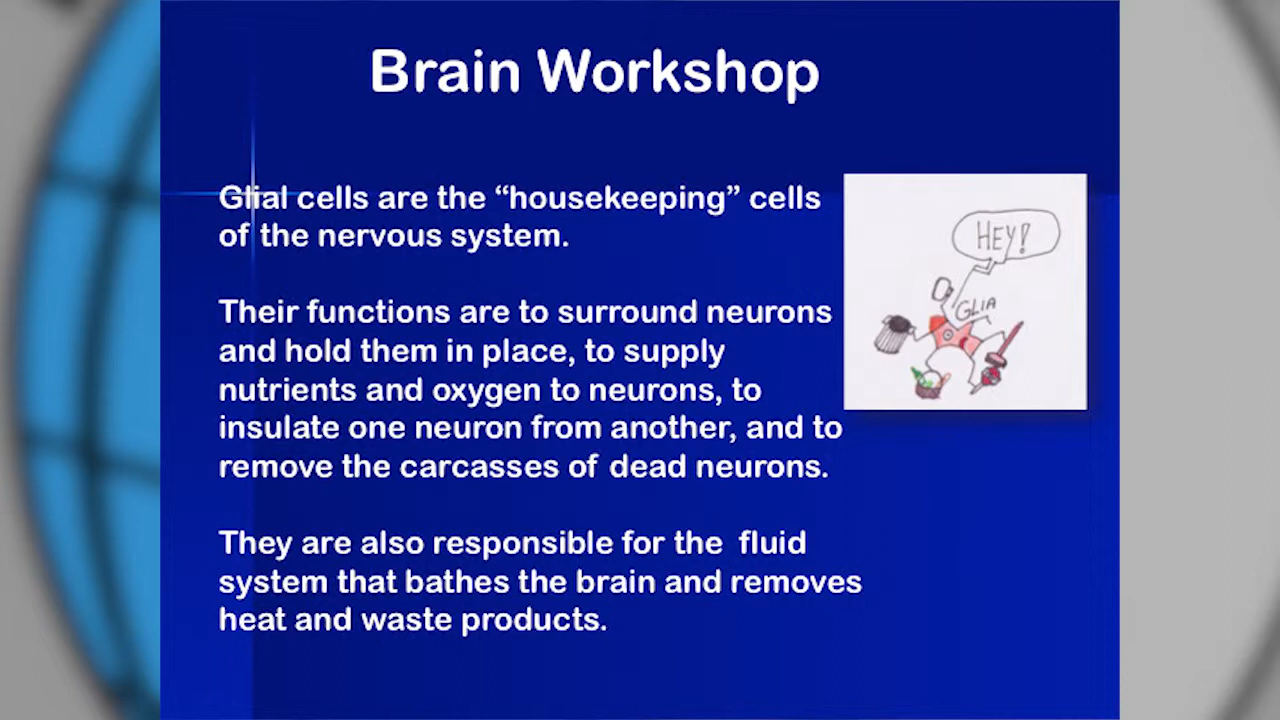 Brain Workshop
Glial cells are the “housekeeping” cells
of the nervous system.
Their functions are to surround neurons
and hold them in place, to supply
nutrients and oxygen to neurons, to
insulate one neuron from another, and to
remove the carcasses of dead neurons.
They are also responsible for the fluid
system that bathes the brain and removes
heat and waste products.
HEY!
GLIA